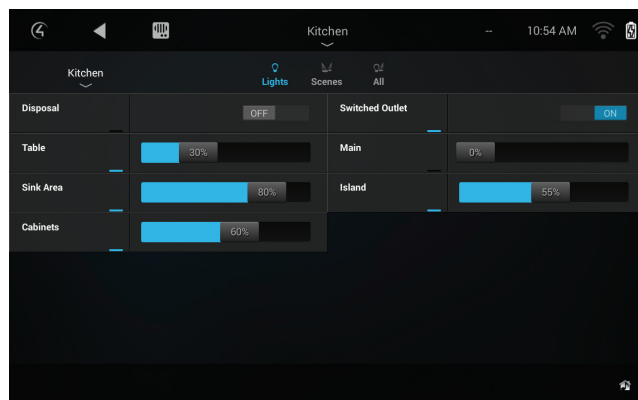 Kitchen
--
10:54 AM
Kitchen
Lights
Scenes
All
Disposal
OFF
Switched Outlet
ON
Table
30%
Main
0%
Sink Area
80%
Island
55%
Cabinets
60%